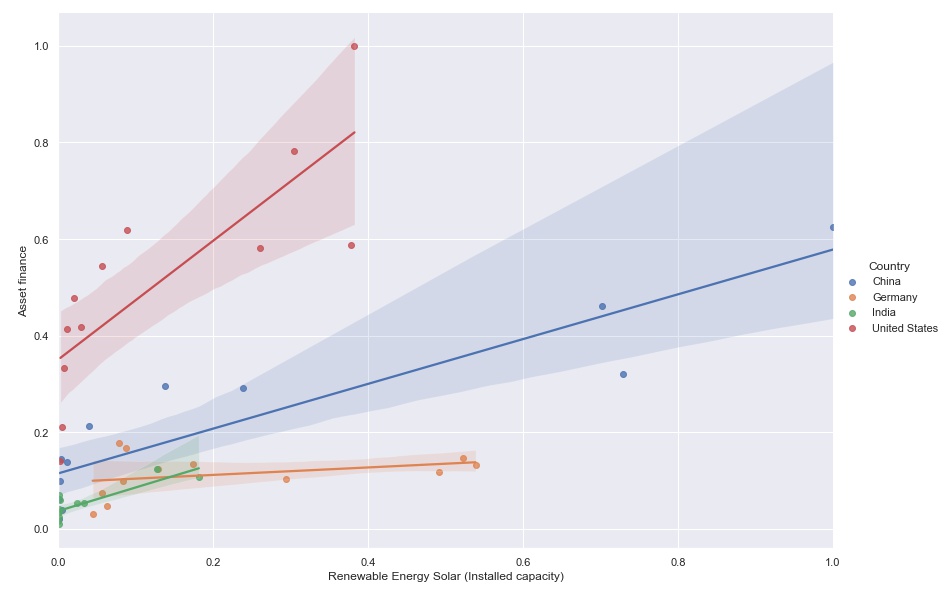 1.0
0.8
0.6
0.4
0.2
0.0
Asset finance
0.0 0.2 0.4 0.6 0.8 1.0
Renewable Energy Solar (Installed capacity)
Country
China
Germany
India
United States